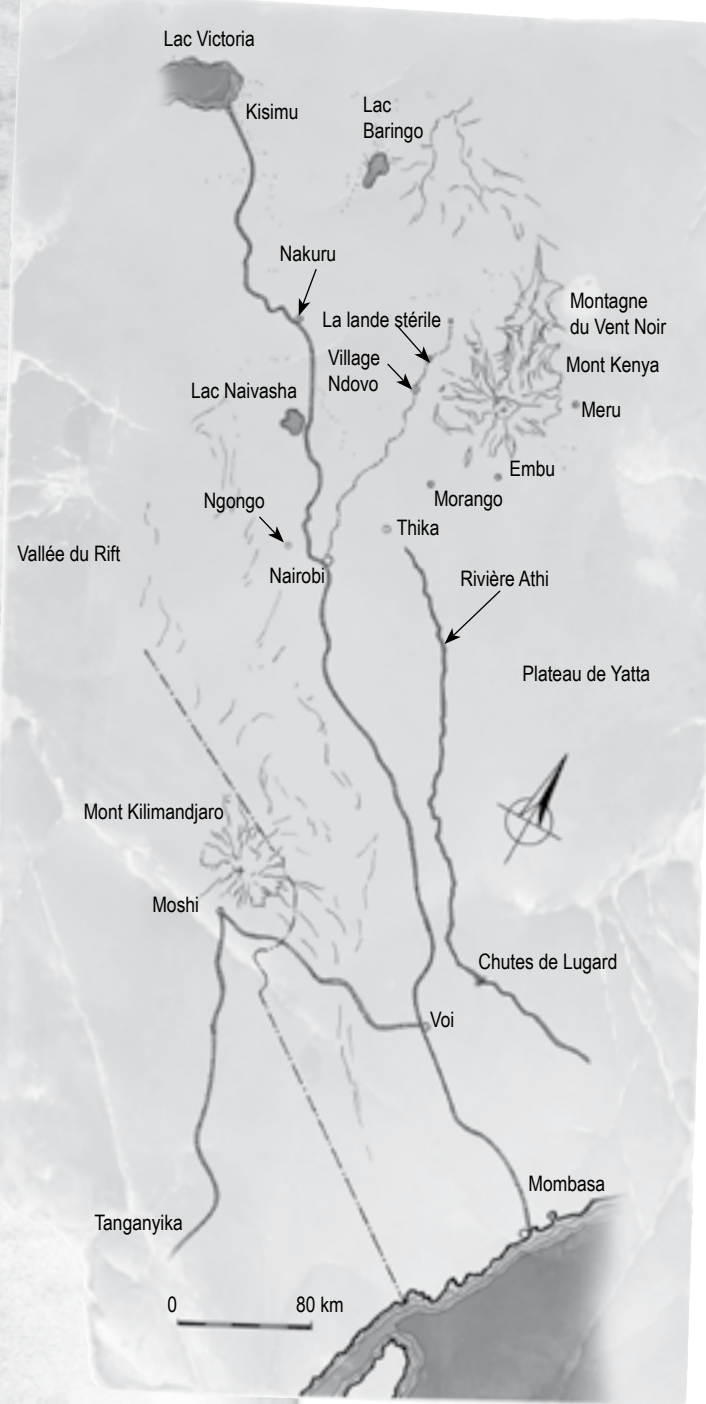 Lac Victoria
Kisimu
Lac
Baringo
Nakuru
Montagne
du Vent Noir
La lande stérile
Village
Ndovo
Mont Kenya
Lac Naivasha
Meru
Embu
Morango
Ngongo
Thika
Vallée du Rift
Nairobi
Rivière Athi
Plateau de Yatta
Mont Kilimandjaro
Moshi
Chutes de Lugard
Voi
Mombasa
Tanganyika
0 80 km